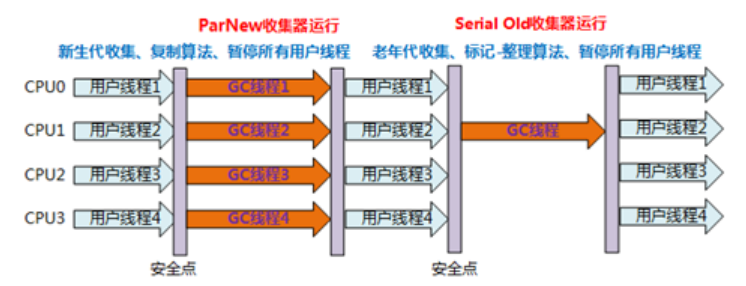 ParNew收集器运行
Serial Old收集器运行
新生代收集、复制算法、暂停所有用户线程
老年代收集、标记-整理算法、暂停所有用户线程
CPU0 用户线程1 GC线程1 用户线程1 用户线程1
CPU1 用户线程2 GC线程2 用户线程2 GC线程 用户线程2
CPU2 用户线程3 GC线程3 用户线程3 用户线程3
CPU3 用户线程4 GC线程4 用户线程4 用户线程4
安全点 安全点